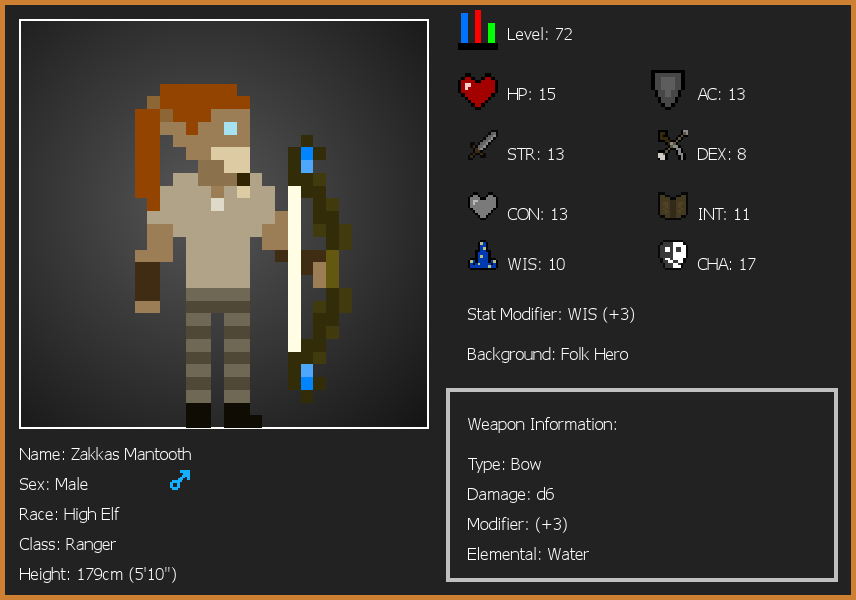 Level: 72
HP: 15
AC: 13
STR: 13
DEX: 8
CON: 13
INT: 11
WIS: 10
CHA: 17
Stat Modifier: WIS (+3)
Background: Folk Hero
Weapon Information:
Type: Bow
Damage: d6
Modifier: (+3)
Elemental: Water
Name: Zakkas Mantooth
Sex: Male
Race: High Elf
Class: Ranger
Height: 179cm (5'10")